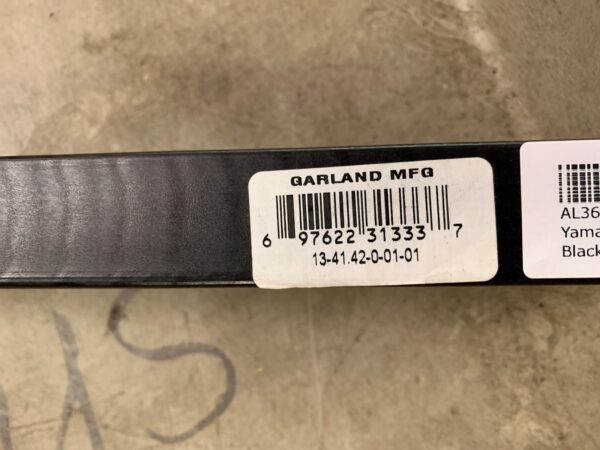 GARLAND MFG
6 97622 31333 7
13-41.42-0-01-01
AL36
Yama
Black